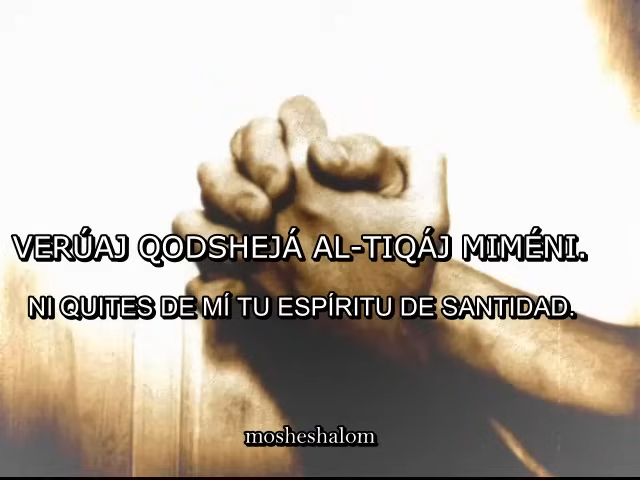 VERÚAJ QODSHEJÁ AL-TIQÁJ MIMÉNI.
NI QUITES DE MÍ TU ESPÍRITU DE SANTIDAD.
mosheshalom